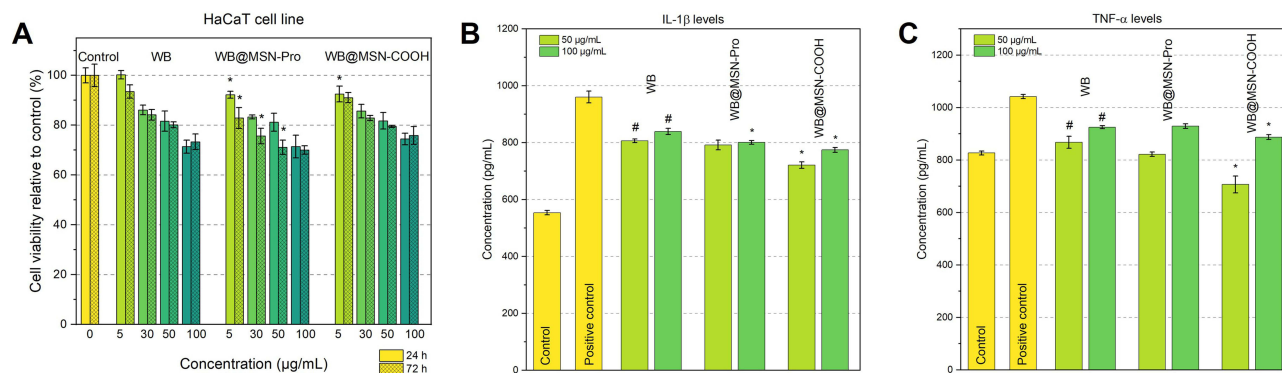 A
HaCaT cell line
Control
WB
WB@MSN-Pro
WB@MSN-COOH
Cell viability relative to control (%)
100
80
60
40
20
0
* * * *
*
0 5 30 50 100 5 30 50 100 5 30 50 100
Concentration (µg/mL)
24 h
72 h
B
IL-1β levels
50 µg/mL
100 µg/mL
WB
WB@MSN-Pro
WB@MSN-COOH
Concentration (pg/mL)
1200
1000
800
600
400
200
0
# #
*
* *
Control
Positive control
C
TNF-α levels
50 µg/mL
100 µg/mL
WB
WB@MSN-Pro
WB@MSN-COOH
Concentration (pg/mL)
1200
1000
800
600
400
200
0
# #
* *
Control
Positive control